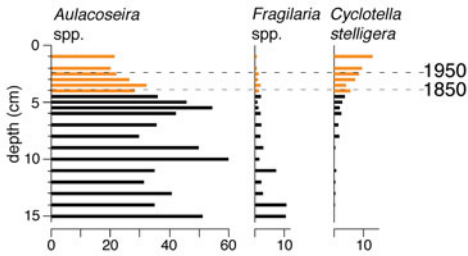 Aulacoseira
spp.
Fragilaria
spp.
Cyclotella
stelligera
0
1950
1850
5
depth (cm)
10
15
0 20 40 60 10 10